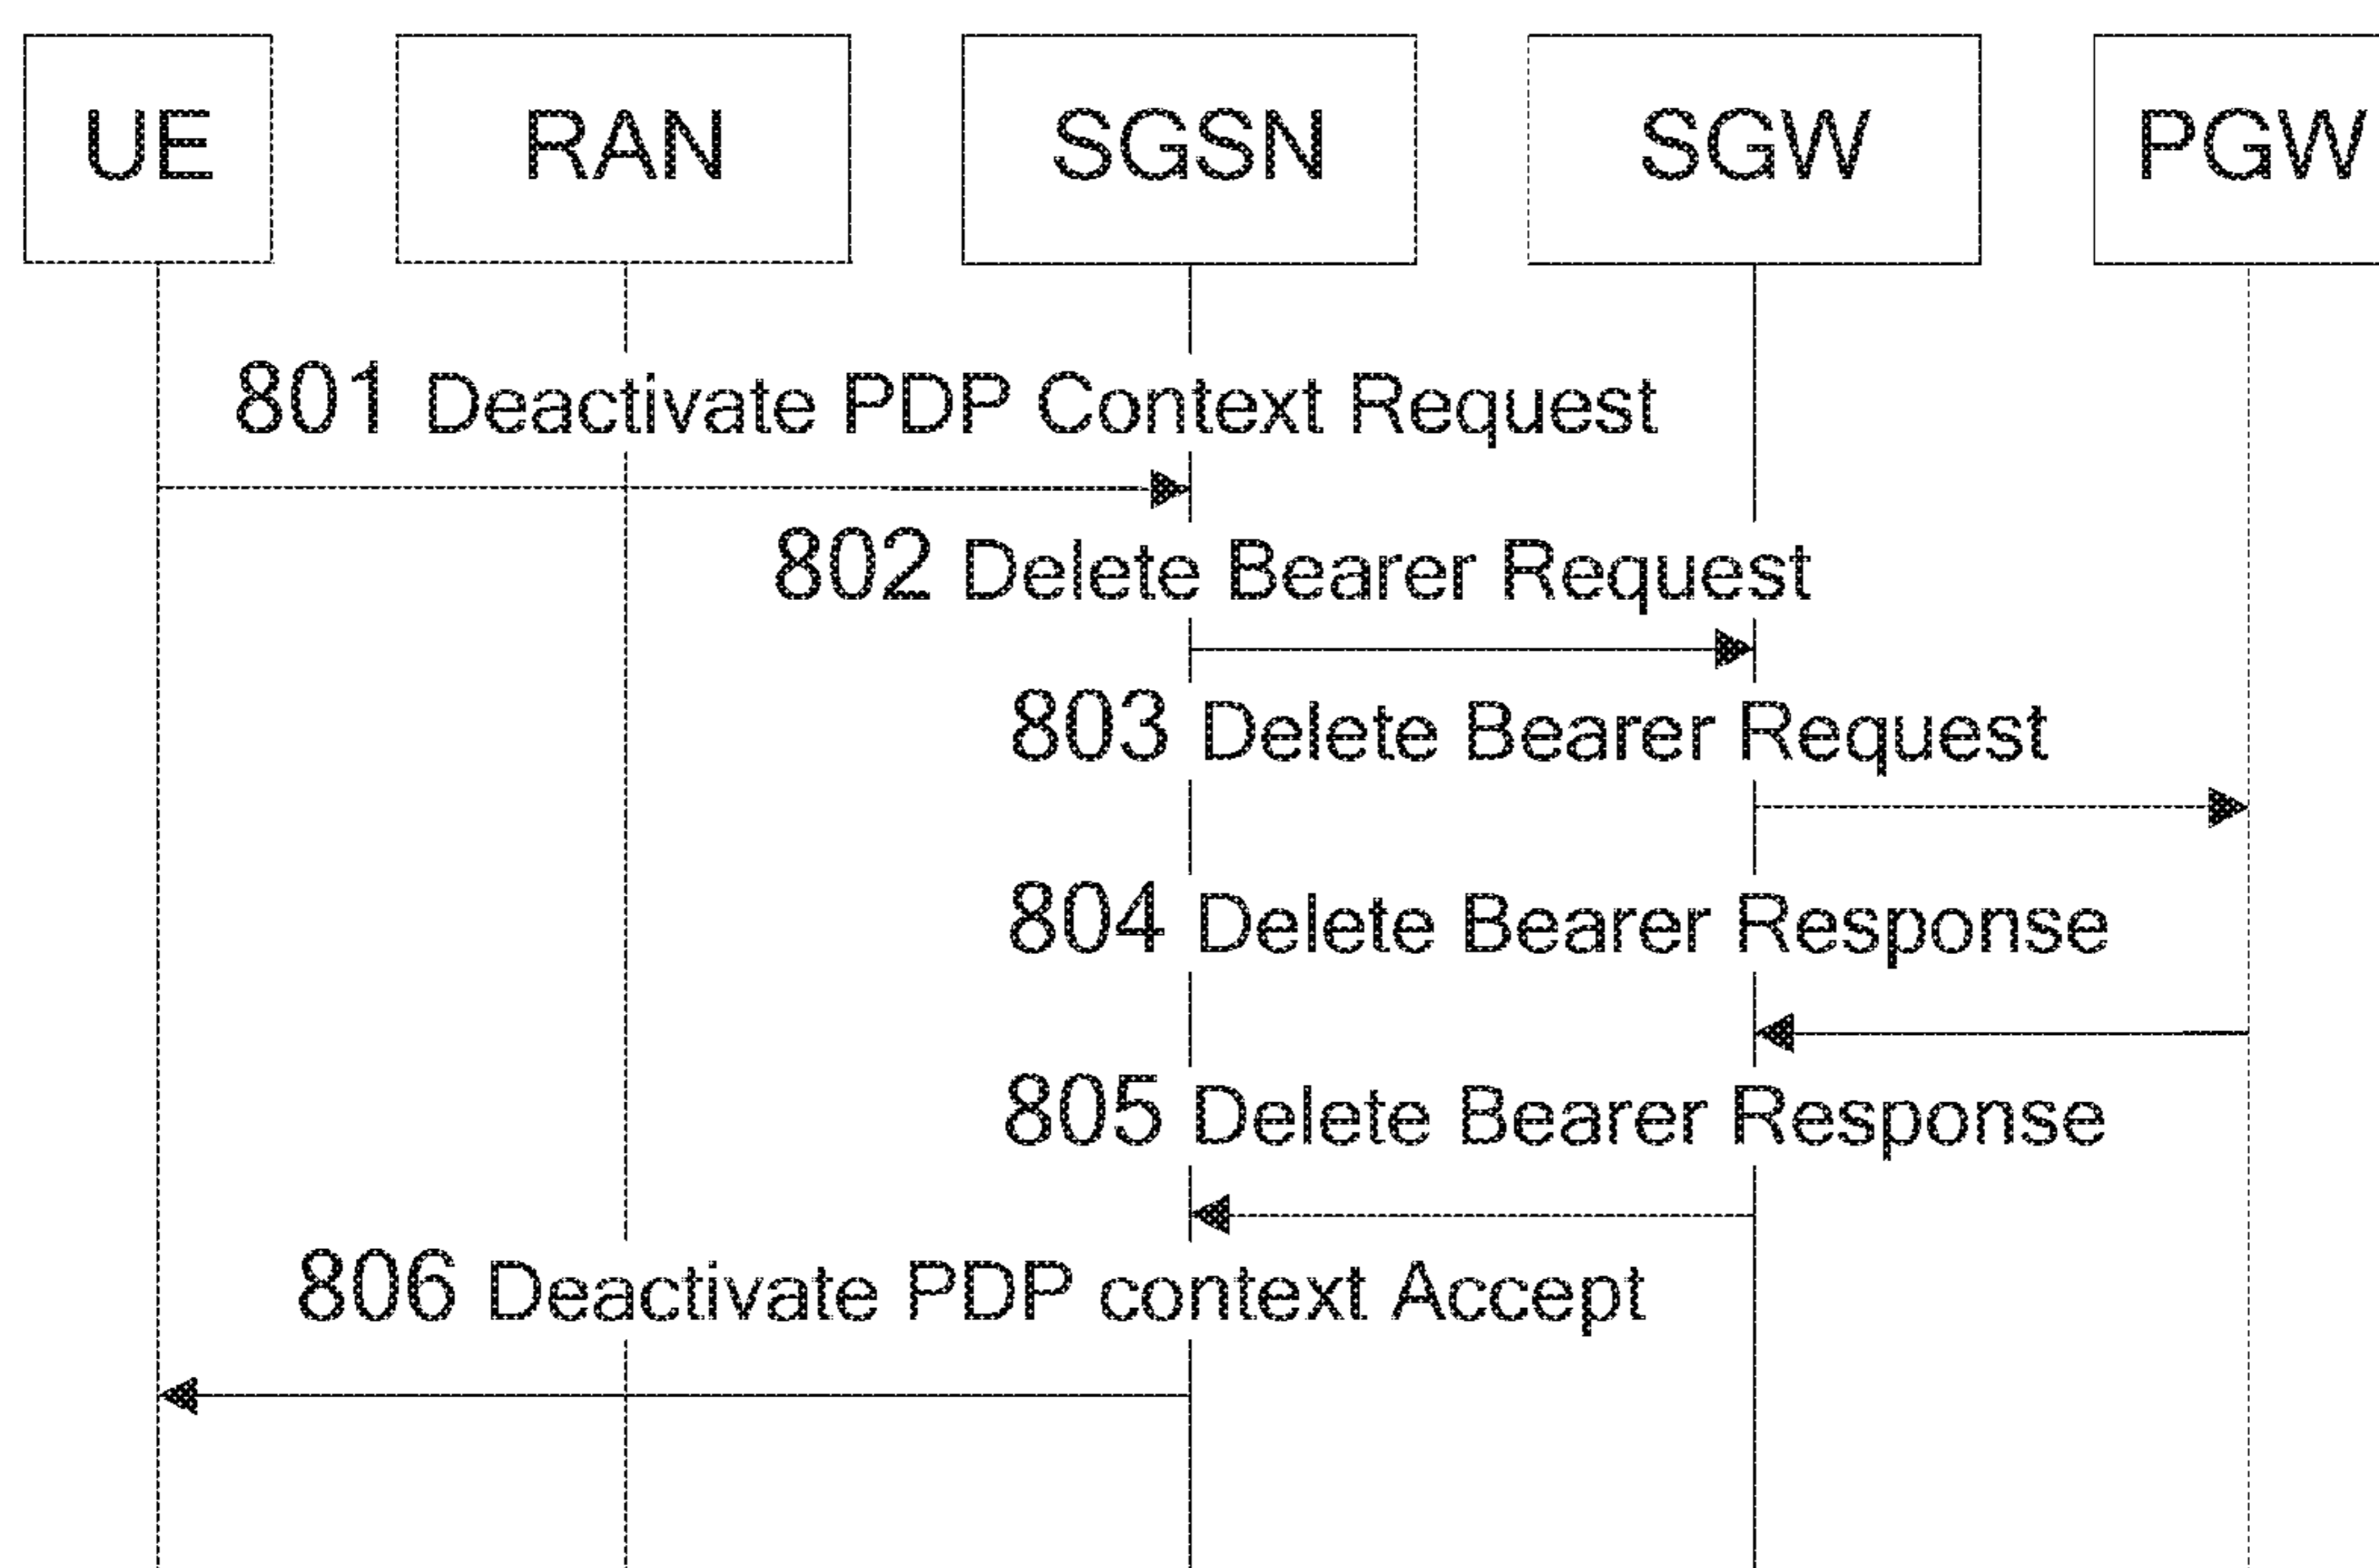 UE RAN SGSN SGW PGW
801 Deactivate PDP Context Request
802 Delete Bearer Request
803 Delete Bearer Request
804 Delete Bearer Response
805 Delete Bearer Response
806 Deactivate PDP context Accept